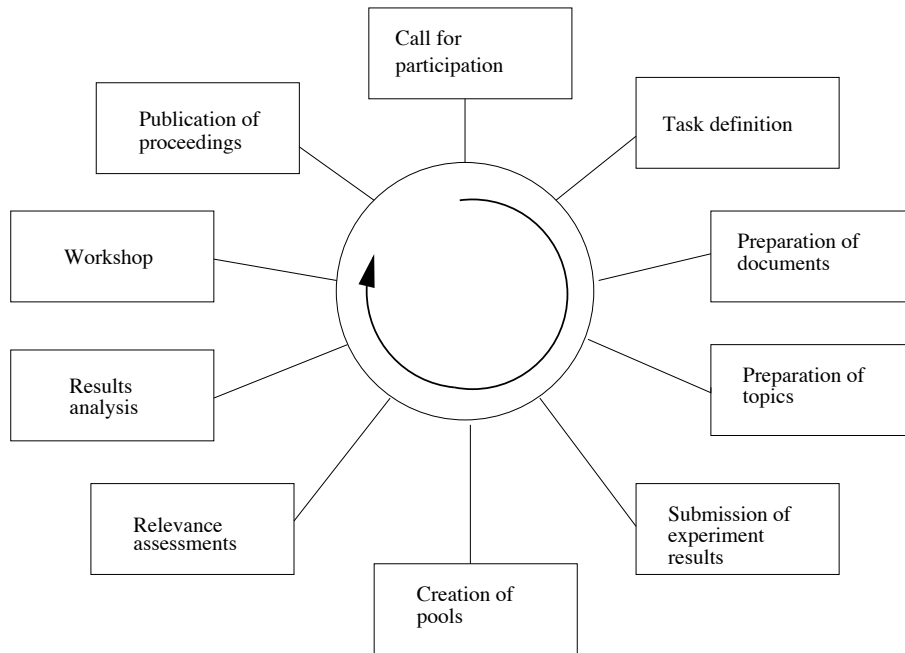 Call for
participation
Task definition
Preparation of
documents
Preparation of
topics
Submission of
experiment
results
Creation of
pools
Relevance
assessments
Results
analysis
Workshop
Publication of
proceedings